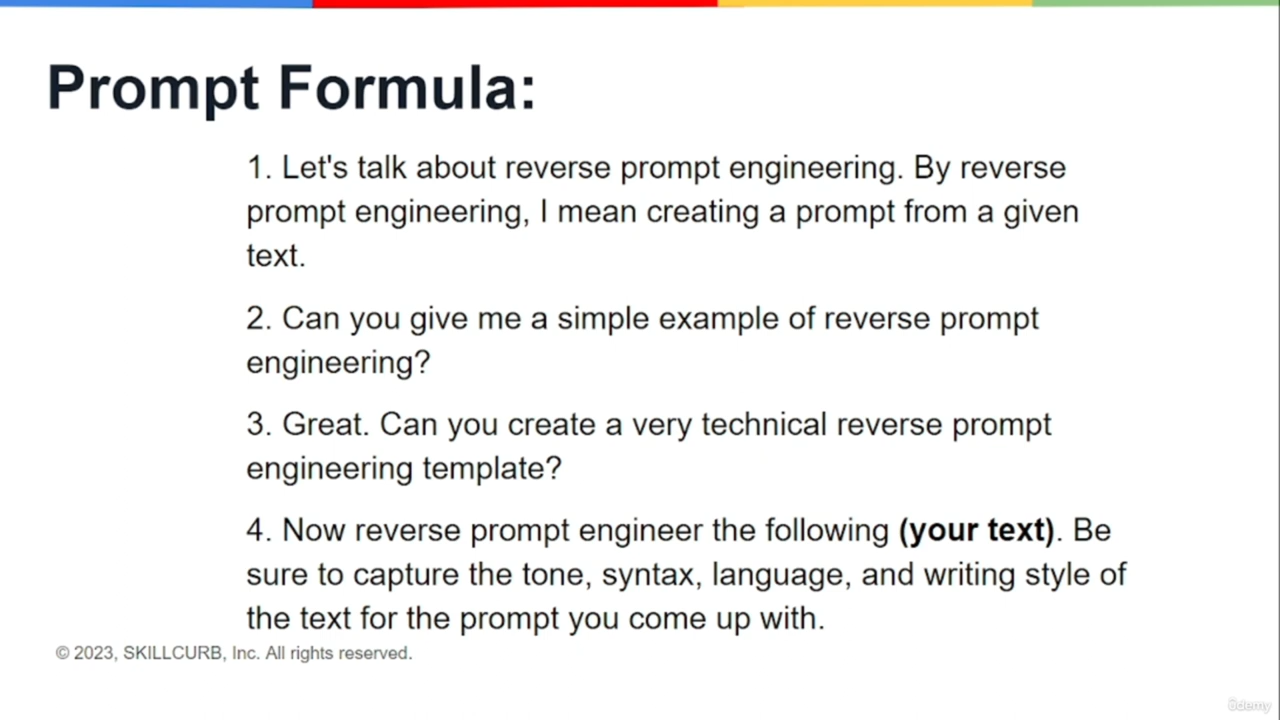 Prompt Formula:
1. Let's talk about reverse prompt engineering. By reverse
prompt engineering, I mean creating a prompt from a given
text.
2. Can you give me a simple example of reverse prompt
engineering?
3. Great. Can you create a very technical reverse prompt
engineering template?
4. Now reverse prompt engineer the following (your text). Be
sure to capture the tone, syntax, language, and writing style of
the text for the prompt you come up with.
© 2023, SKILLCURB, Inc. All rights reserved.
ûdemy